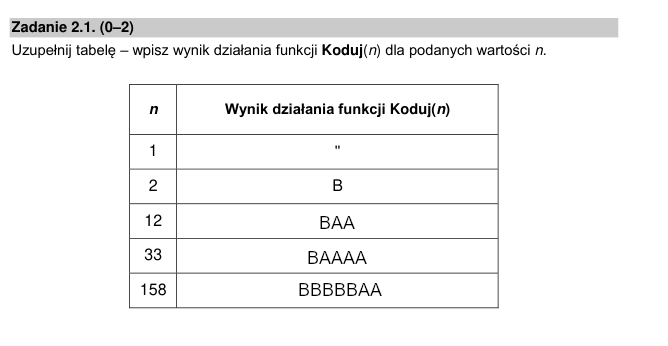 Zadanie 2.1. (0–2)
Uzupełnij tabelę – wpisz wynik działania funkcji Koduj(n) dla podanych wartości n.
n Wynik działania funkcji Koduj(n)
1 "
2 B
12 BAA
33 BAAAA
158 BBBBBAA